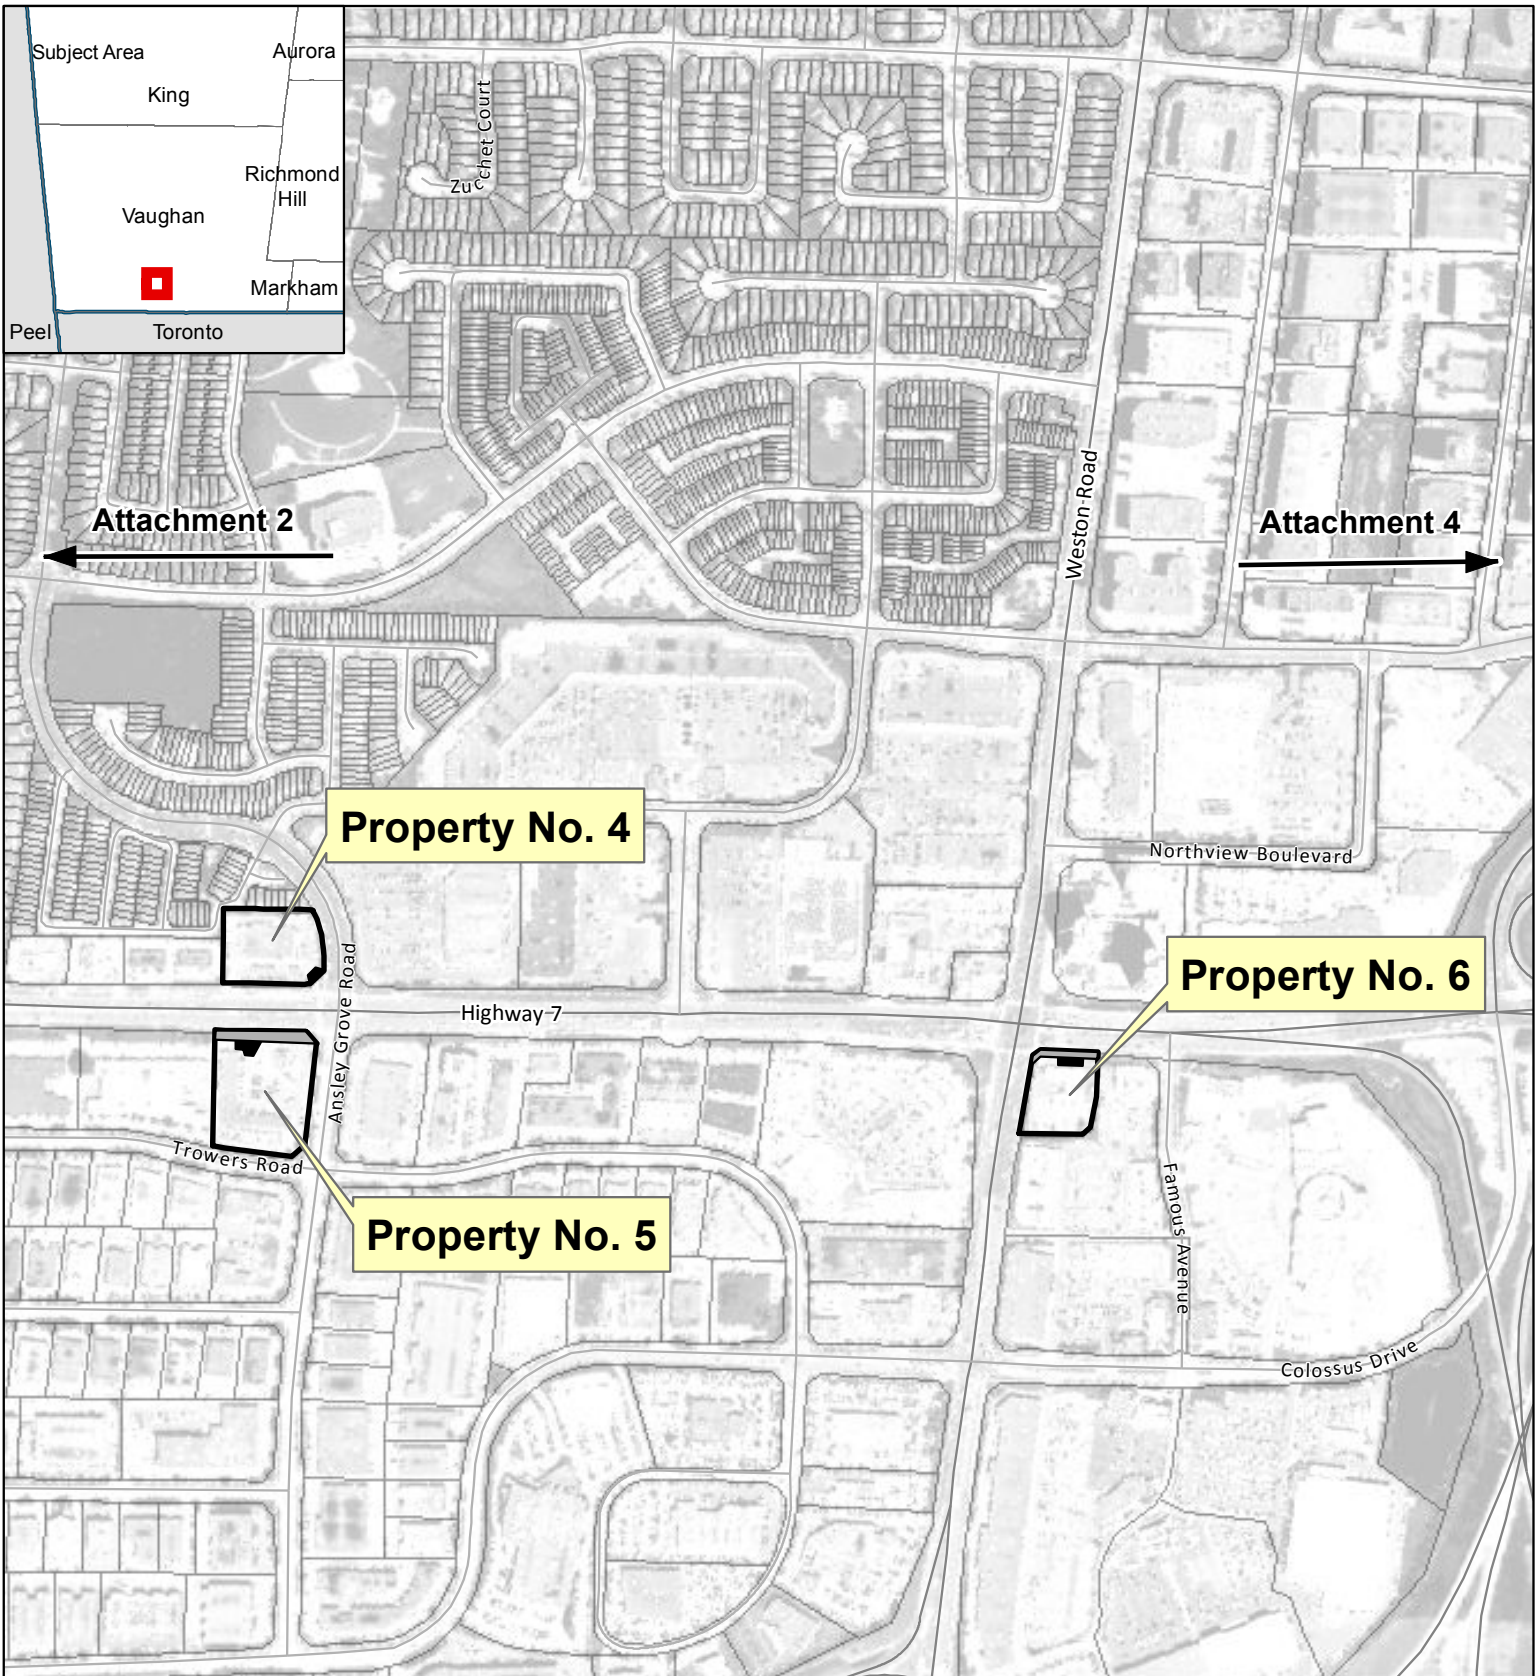 Subject Area
Aurora
King
Richmond
Hill
Vaughan
Markham
Peel
Toronto
Zucchet Court
Weston Road
Attachment 2
Attachment 4
Property No. 4
Northview Boulevard
Property No. 6
Highway 7
Ansley Grove Road
Trowers Road
Property No. 5
Famous Avenue
Colossus Drive